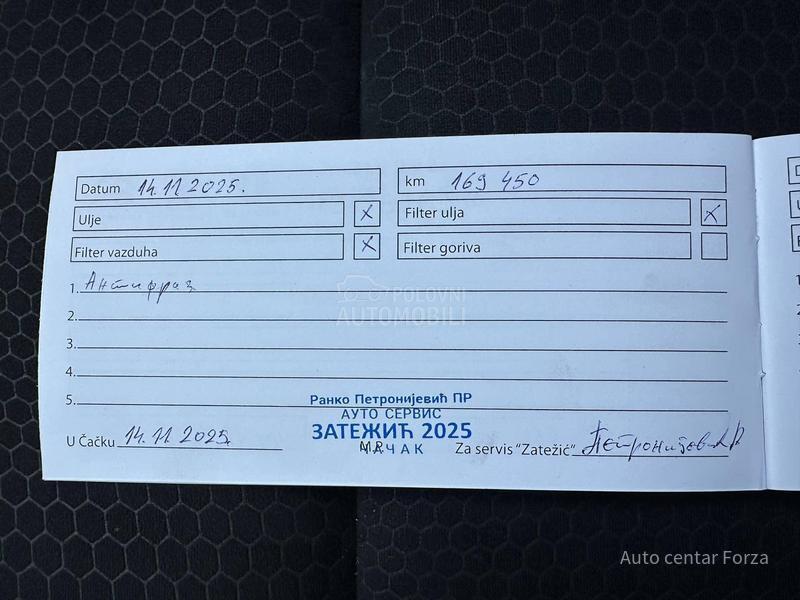 Datum 14.11 2025.
km 169 450
Ulje X
Filter ulja X
Filter vazduha X
Filter goriva
1. Антифриз
2.
3.
4.
5.
POLOVNI
AUTOMOBILI
Ранко Петронијевић ПР
АУТО СЕРВИС
ЗАТЕЖИЋ 2025
ЧАЧАК
U Čačku 14.11 2025
M.P.
Za servis "Zatežić" Петронијевић Р
Auto centar Forza